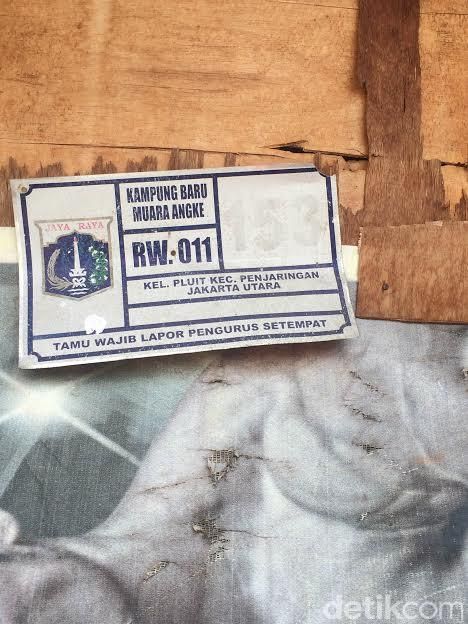 JAYA RAYA
KAMPUNG BARU
MUARA ANGKE
153
RW. 011
KEL. PLUIT KEC. PENJARINGAN
JAKARTA UTARA
TAMU WAJIB LAPOR PENGURUS SETEMPAT
detikcom